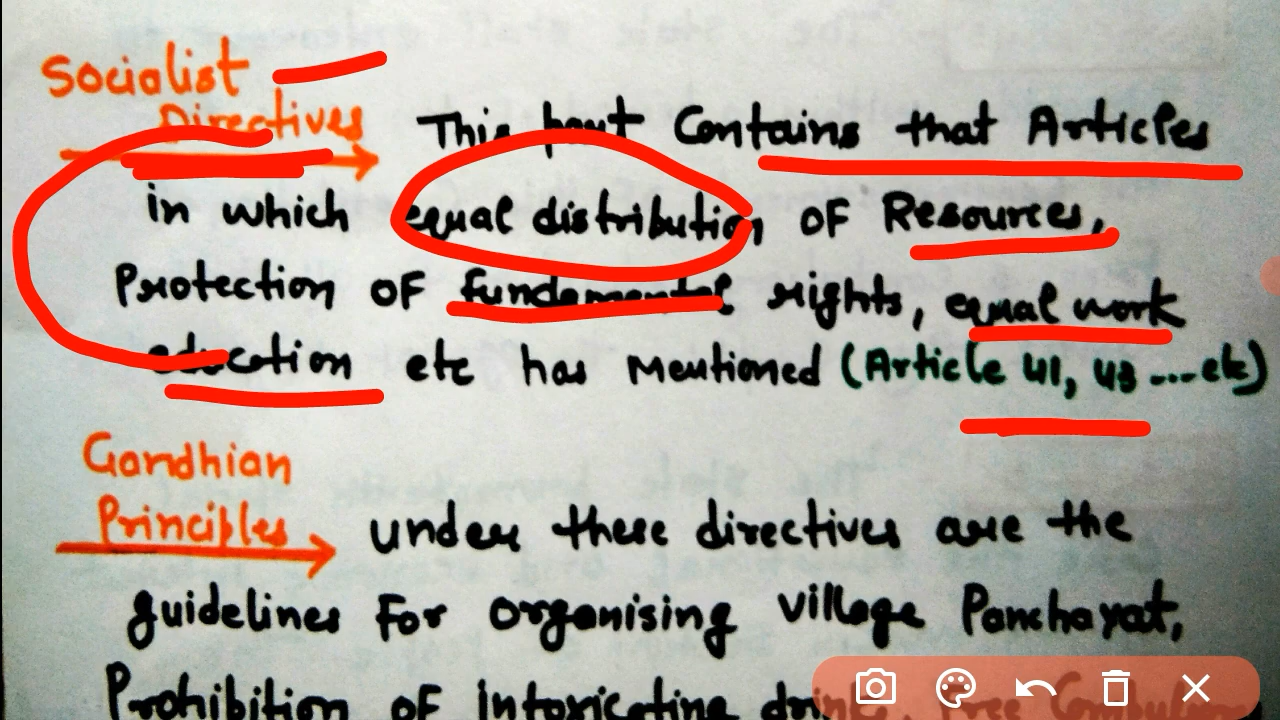 Socialist
Directives This part Contains that Articles
in which equal distribution of Resources,
Protection of fundamental rights, equal work
education etc has Mentioned (Article 41, 43 ....etc)
Gandhian
Principles under these directives are the
guidelines For organising village Panchayat,
Prohibition of intoxicating